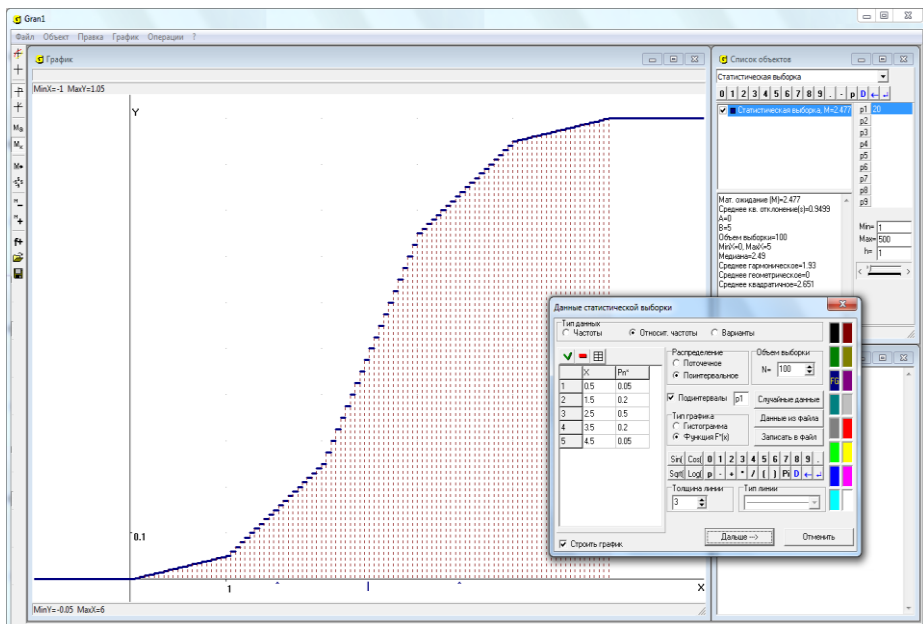 Gran1
Файл Объект Правка График Операции ?
График
MinX=-1 MaxY=1.05
Y
0.1
1
X
MinY=-0.05 MaxX=6
Список объектов
Статистическая выборка
0 1 2 3 4 5 6 7 8 9 . - p D
Статистическая выборка, M=2.477
p1 20
p2
p3
p4
p5
p6
p7
p8
p9
Мат. ожидание (M)=2.477
Среднее кв. отклонение(s)=0.9499
A=0
B=5
Объем выборки=100
MinX=0, MaxX=5
Медиана=2.49
Среднее гармоническое=1.93
Среднее геометрическое=0
Среднее квадратичное=2.651
Min= 1
Max= 500
h= 1
Данные статистической выборки
Тип данных
Частоты Относит. частоты Варианты
X Pn*
1 0.5 0.05
2 1.5 0.2
3 2.5 0.5
4 3.5 0.2
5 4.5 0.05
Распределение
Поточечное
Поинтервальное
Объем выборки
N= 100
Подинтервалы p1
Случайные данные
Тип графика
Гистограмма
Функция F*(x)
Данные из файла
Записать в файл
Sin( Cos( 0 1 2 3 4 5 6 7 8 9 .
Sqrt( Log( p - + * / ( ) Pi D
Толщина линии
3
Тип линии
Строить график
Дальше -->
Отменить
FG